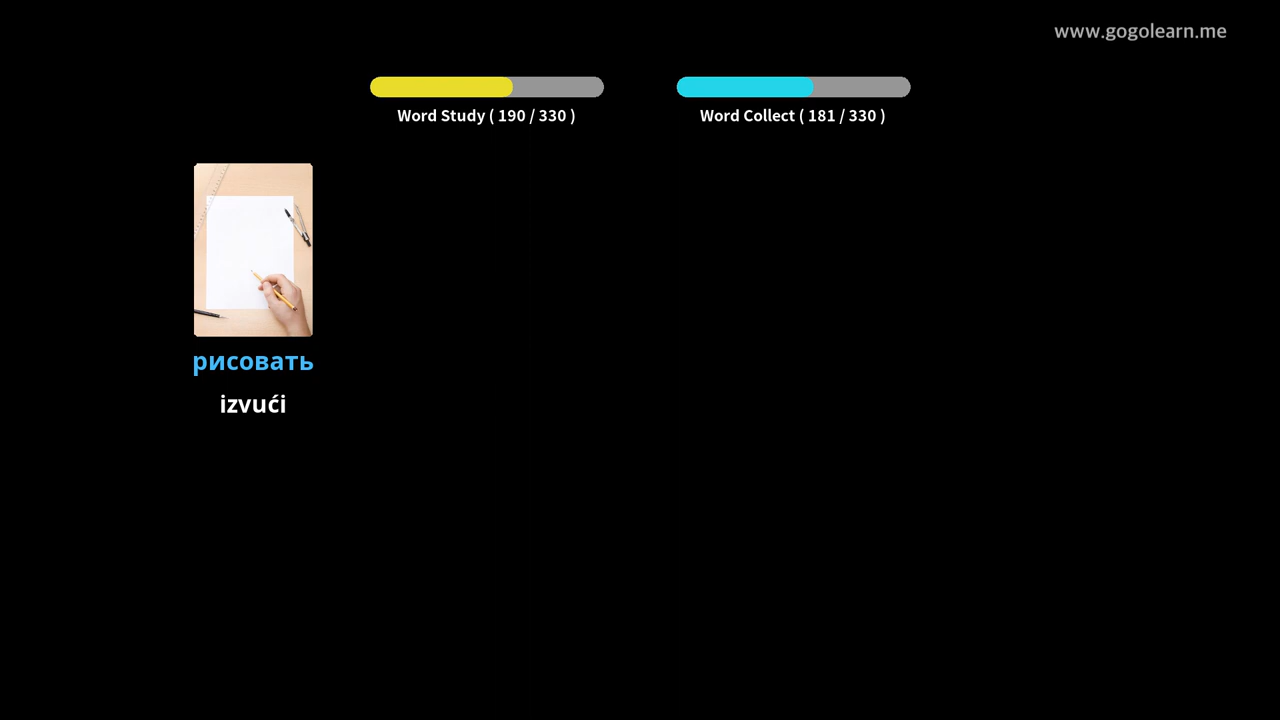 www.gogolearn.me
Word Study ( 190 / 330 )
Word Collect ( 181 / 330 )
рисовать
izvući